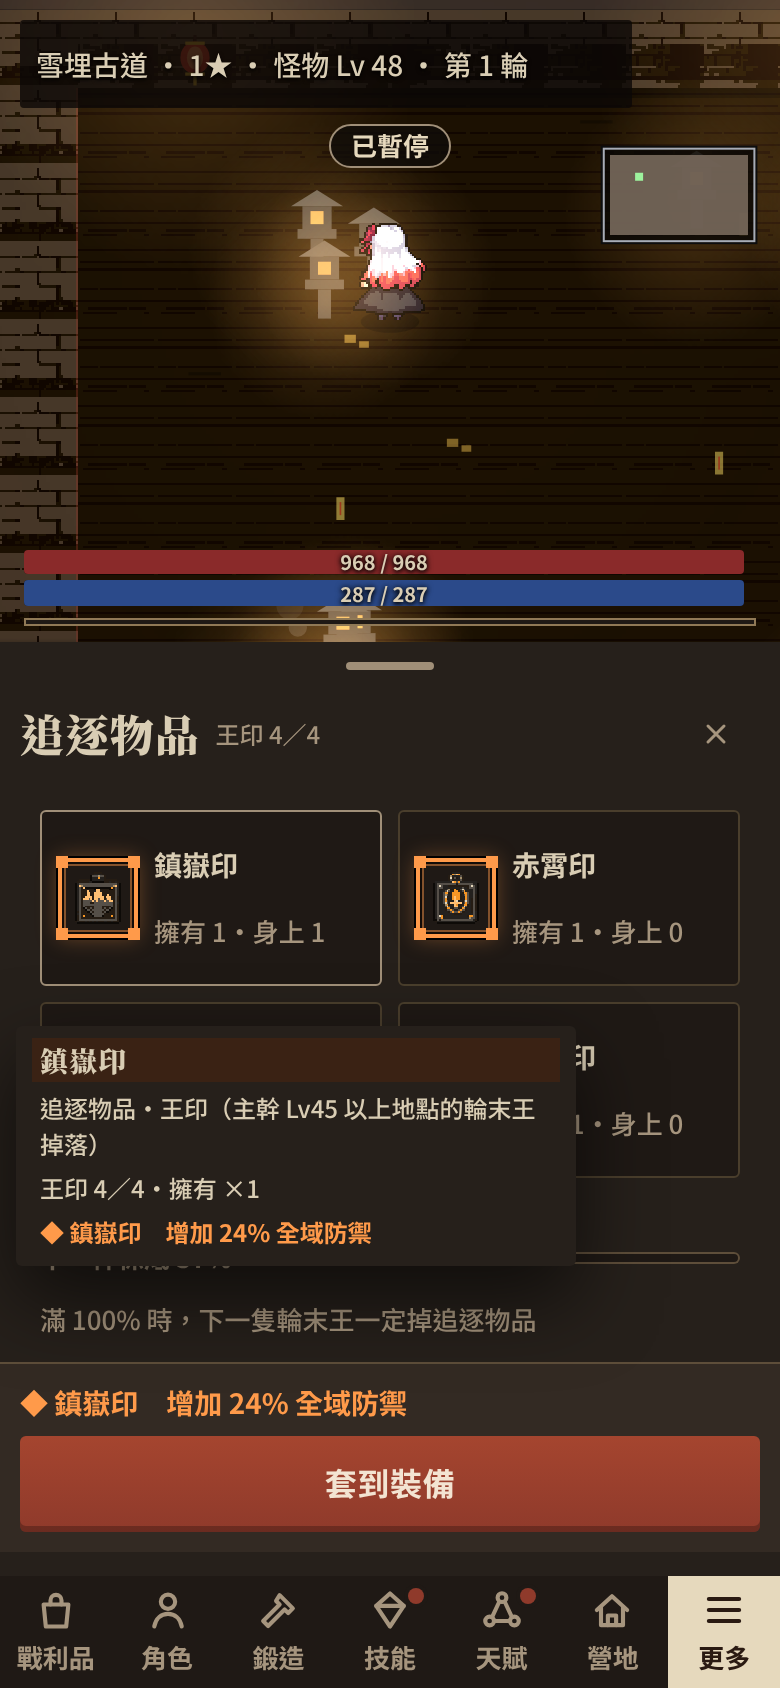 雪埋古道 · 1★ · 怪物 Lv 48 · 第 1 輪
已暫停
968 / 968
287 / 287
追逐物品 王印 4／4
鎮嶽印
擁有 1·身上 1
赤霄印
擁有 1·身上 0
印
1·身上 0
鎮嶽印
追逐物品·王印（主幹 Lv45 以上地點的輪末王
掉落）
王印 4／4·擁有 ×1
◆ 鎮嶽印 增加 24% 全域防禦
滿 100% 時，下一隻輪末王一定掉追逐物品
◆ 鎮嶽印 增加 24% 全域防禦
套到裝備
戰利品 角色 鍛造 技能 天賦 營地 更多